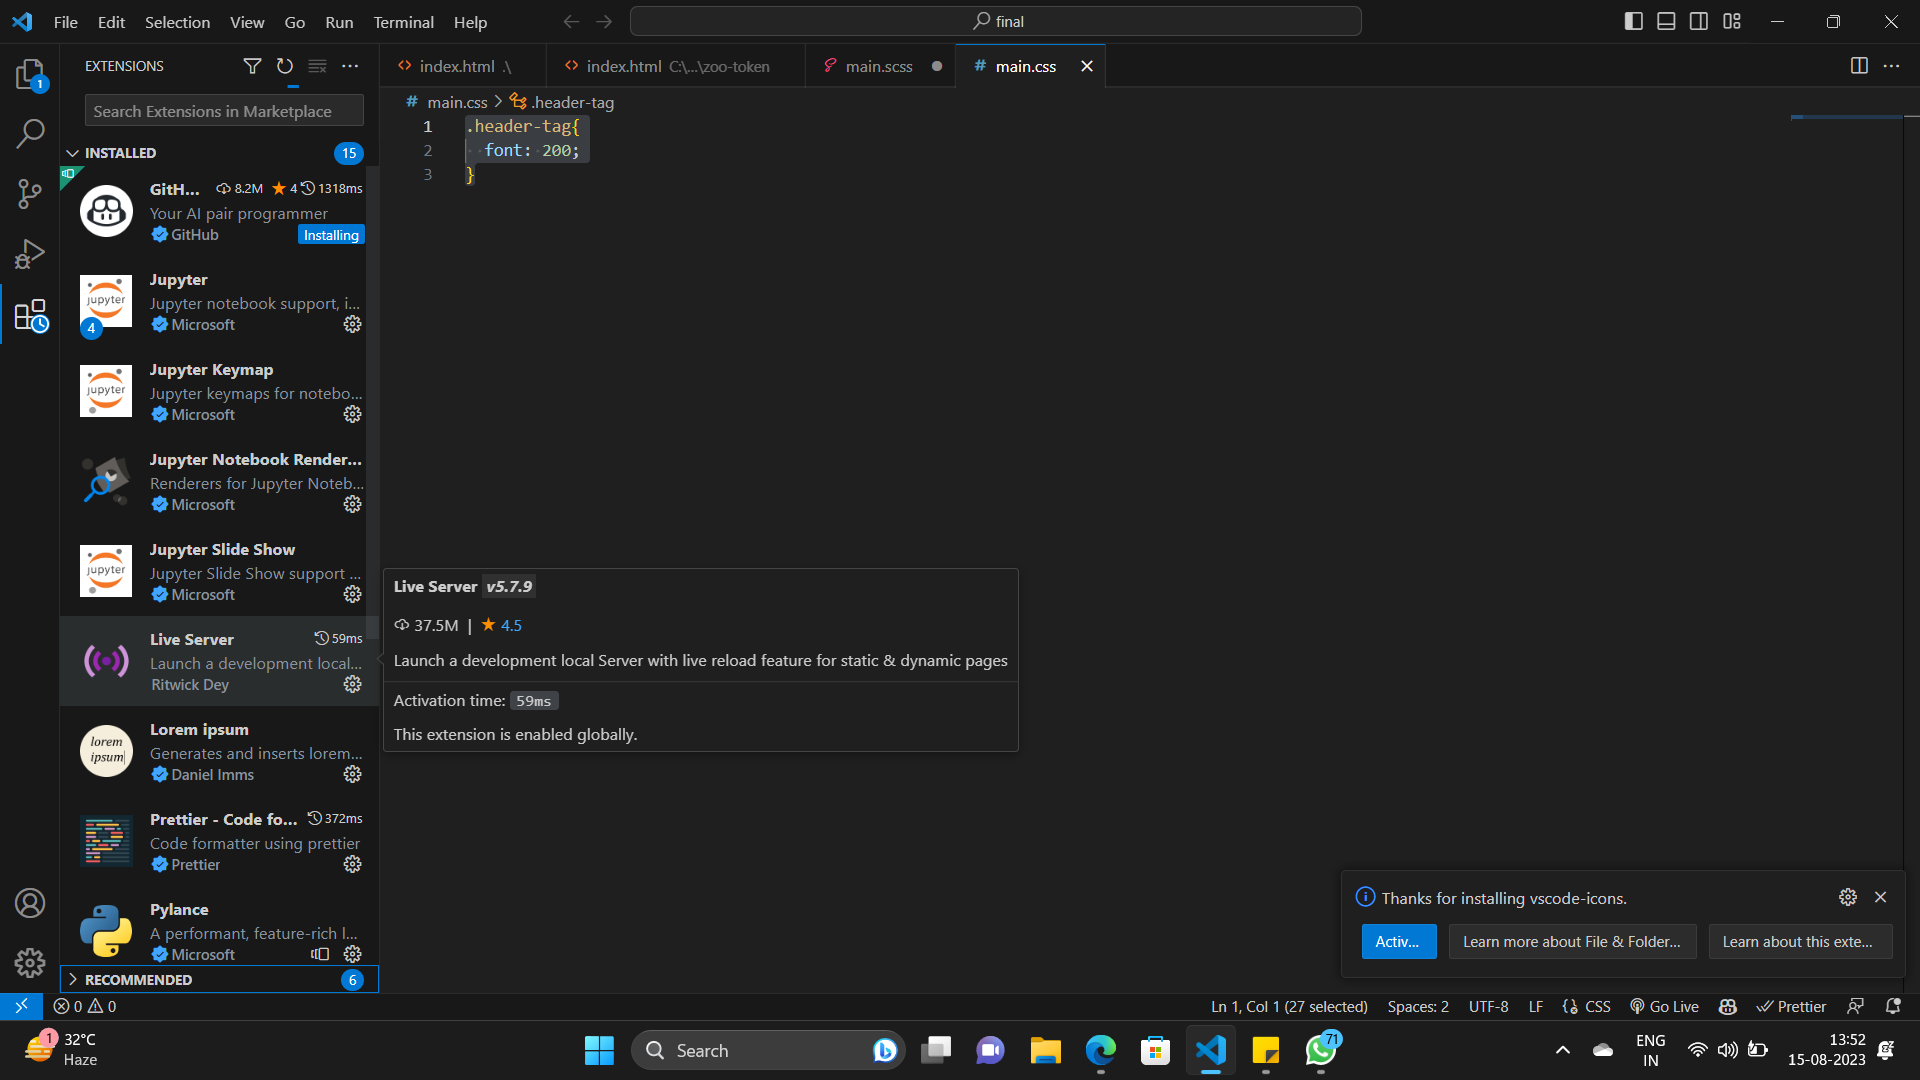 File Edit Selection View Go Run Terminal Help
final
EXTENSIONS
Search Extensions in Marketplace
INSTALLED 15
GitH... 8.2M 4 1318ms
Your AI pair programmer
GitHub Installing
Jupyter
Jupyter notebook support, i...
Microsoft
4
Jupyter Keymap
Jupyter keymaps for notebo...
Microsoft
Jupyter Notebook Render...
Renderers for Jupyter Noteb...
Microsoft
Jupyter Slide Show
Jupyter Slide Show support ...
Microsoft
Live Server 59ms
Launch a development local...
Ritwick Dey
Lorem ipsum
Generates and inserts lorem...
Daniel Imms
Prettier - Code fo... 372ms
Code formatter using prettier
Prettier
Pylance
A performant, feature-rich l...
Microsoft
RECOMMENDED 6
jupyter
jupyter
jupyter
lorem
ipsum
1
index.html .\
index.html C:\...\zoo-token
main.scss
# main.css
# main.css > .header-tag
1 .header-tag{
2 font: 200;
3 }
Live Server v5.7.9
37.5M | 4.5
Launch a development local Server with live reload feature for static & dynamic pages
Activation time: 59ms
This extension is enabled globally.
Thanks for installing vscode-icons.
Activ... Learn more about File & Folder... Learn about this exte...
0 0
Ln 1, Col 1 (27 selected) Spaces: 2 UTF-8 LF {} CSS Go Live Prettier
1 32°C
Haze
Search
71
ENG
IN
13:52
15-08-2023